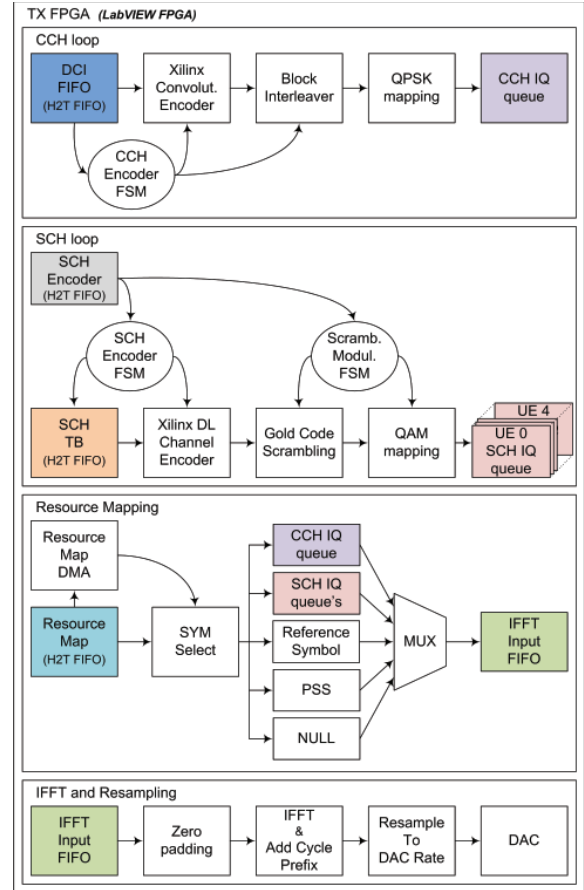 TX FPGA (LabVIEW FPGA)
CCH loop
DCI
FIFO
(H2T FIFO)
Xilinx
Convolut.
Encoder
Block
Interleaver
QPSK
mapping
CCH IQ
queue
CCH
Encoder
FSM
SCH loop
SCH
Encoder
(H2T FIFO)
SCH
Encoder
FSM
Scramb.
Modul.
FSM
SCH
TB
(H2T FIFO)
Xilinx DL
Channel
Encoder
Gold Code
Scrambling
QAM
mapping
UE 4
UE 0
SCH IQ
queue
Resource Mapping
Resource
Map
DMA
Resource
Map
(H2T FIFO)
SYM
Select
CCH IQ
queue
SCH IQ
queue's
Reference
Symbol
PSS
NULL
MUX
IFFT
Input
FIFO
IFFT and Resampling
IFFT
Input
FIFO
Zero
padding
IFFT
&
Add Cycle
Prefix
Resample
To
DAC Rate
DAC